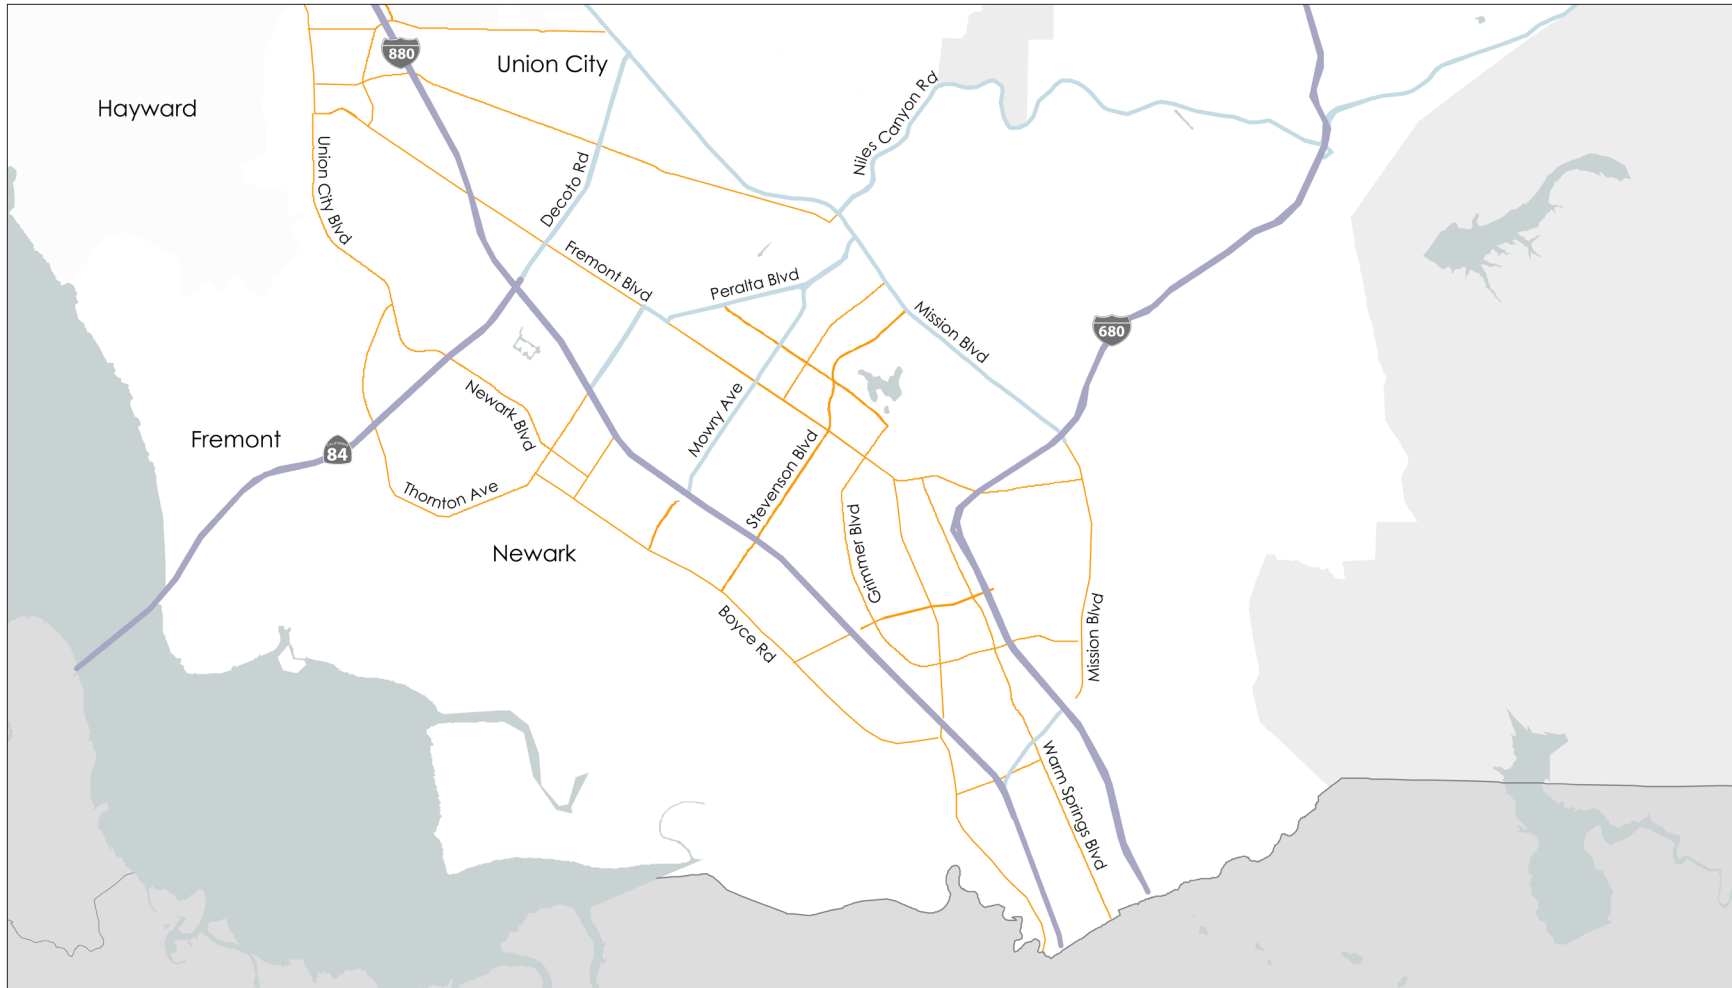 880
Union City
Hayward
Niles Canyon Rd
Union City Blvd
Decoto Rd
Fremont Blvd
Peralta Blvd
Mission Blvd
680
Newark Blvd
Mowry Ave
Fremont
84
Stevenson Blvd
Thornton Ave
Grimmer Blvd
Newark
Boyce Rd
Mission Blvd
Warm Springs Blvd